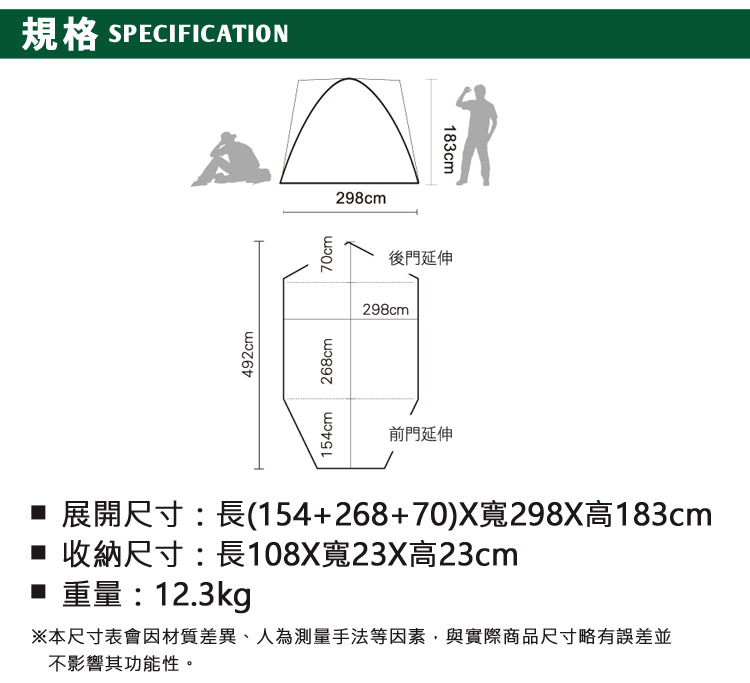 規格 SPECIFICATION
183cm
298cm
70cm
後門延伸
298cm
492cm
268cm
154cm
前門延伸
■ 展開尺寸：長(154+268+70)X寬298X高183cm
■ 收納尺寸：長108X寬23X高23cm
■ 重量：12.3kg
※本尺寸表會因材質差異、人為測量手法等因素，與實際商品尺寸略有誤差並
不影響其功能性。